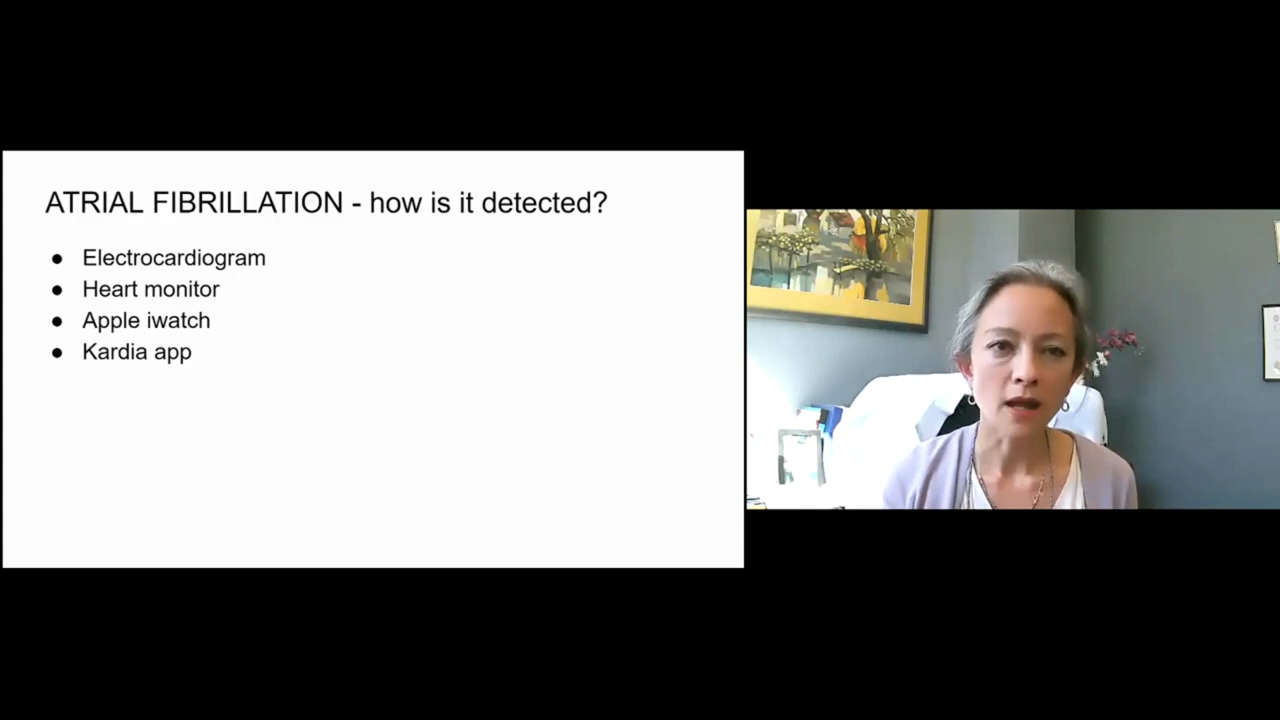 ATRIAL FIBRILLATION - how is it detected?
● Electrocardiogram
● Heart monitor
● Apple iwatch
● Kardia app